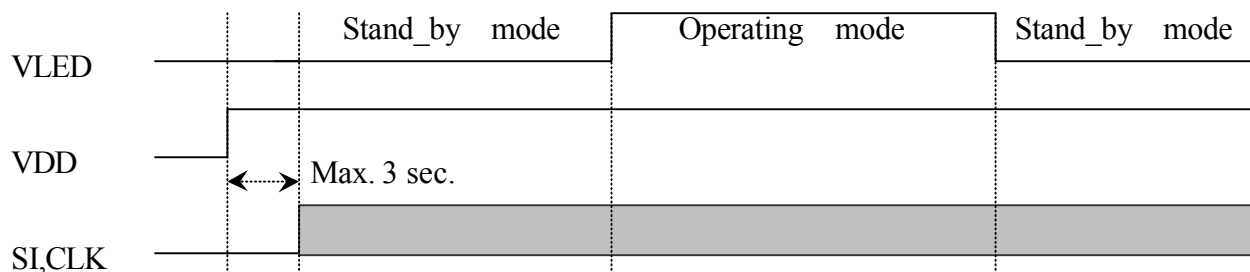 Stand_by mode Operating mode Stand_by mode
VLED
VDD
Max. 3 sec.
SI,CLK